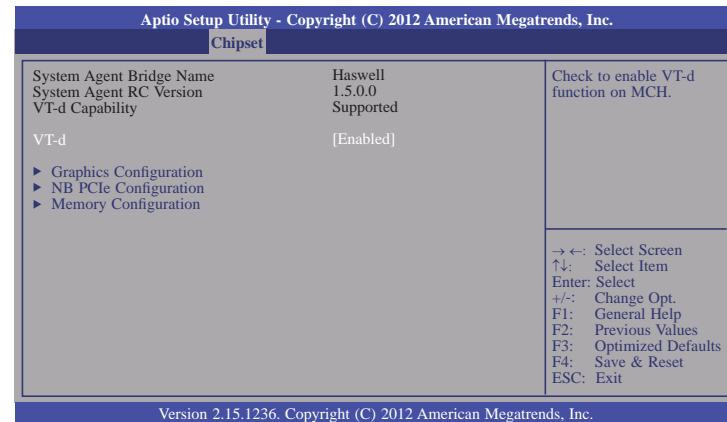 Aptio Setup Utility - Copyright (C) 2012 American Megatrends, Inc.
Chipset
System Agent Bridge Name Haswell
System Agent RC Version 1.5.0.0
VT-d Capability Supported
VT-d [Enabled]
► Graphics Configuration
► NB PCIe Configuration
► Memory Configuration
Check to enable VT-d
function on MCH.
→ ←: Select Screen
↑↓: Select Item
Enter: Select
+/-: Change Opt.
F1: General Help
F2: Previous Values
F3: Optimized Defaults
F4: Save & Reset
ESC: Exit
Version 2.15.1236. Copyright (C) 2012 American Megatrends, Inc.